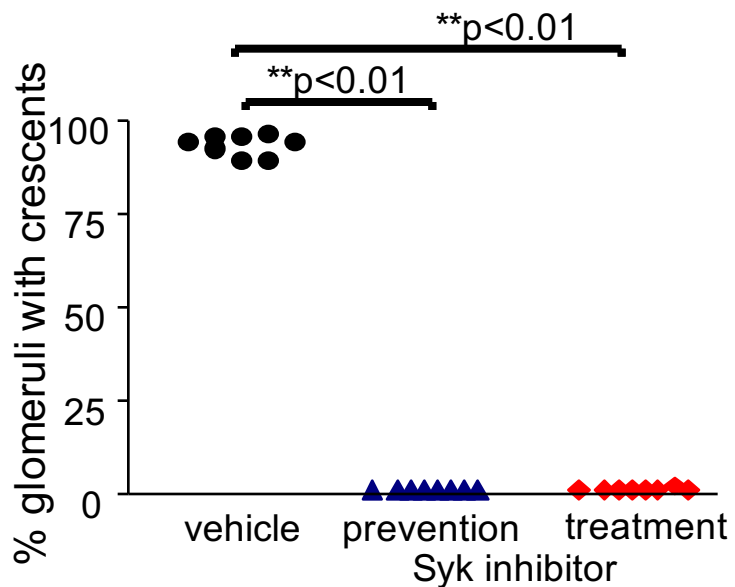 **p<0.01
**p<0.01
% glomeruli with crescents
100
75
50
25
0
vehicle prevention treatment
Syk inhibitor